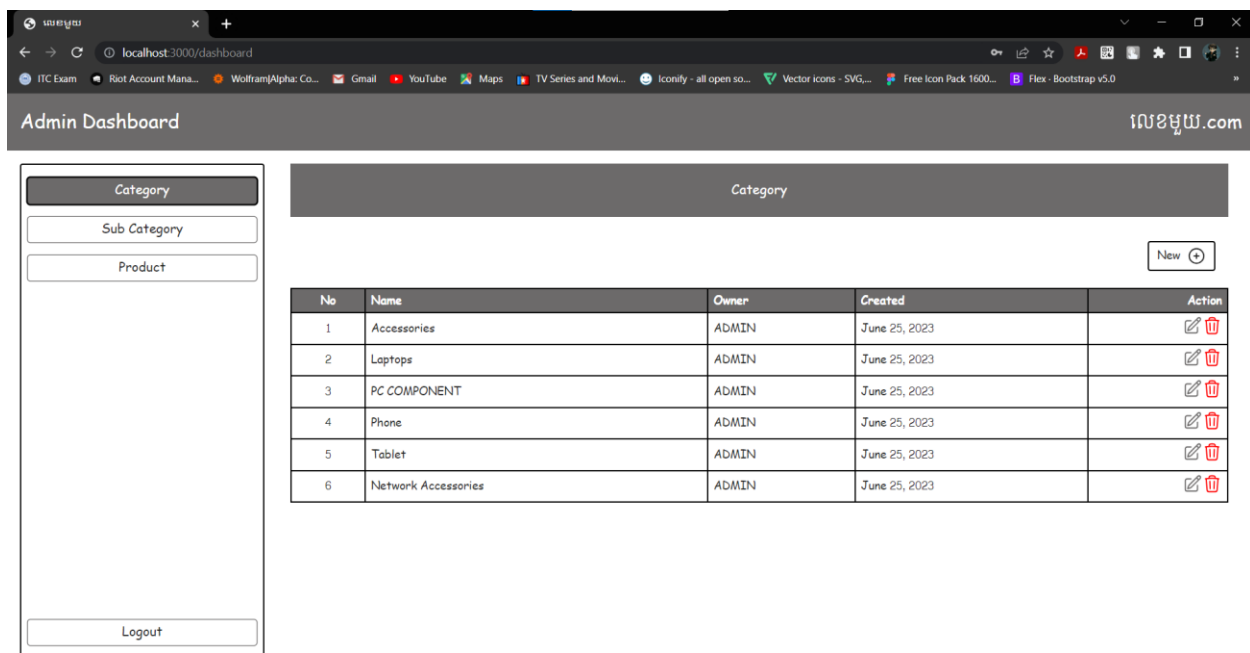 លេខមួយ
localhost:3000/dashboard
ITC Exam Riot Account Mana... Wolfram|Alpha: Co... Gmail YouTube Maps TV Series and Movi... Iconify - all open so... Vector icons - SVG,... Free Icon Pack 1600... Flex · Bootstrap v5.0 »
Admin Dashboard លេខមួយ.com
Category
Sub Category
Product
Logout
Category
New
No Name Owner Created Action
1 Accessories ADMIN June 25, 2023
2 Laptops ADMIN June 25, 2023
3 PC COMPONENT ADMIN June 25, 2023
4 Phone ADMIN June 25, 2023
5 Tablet ADMIN June 25, 2023
6 Network Accessories ADMIN June 25, 2023